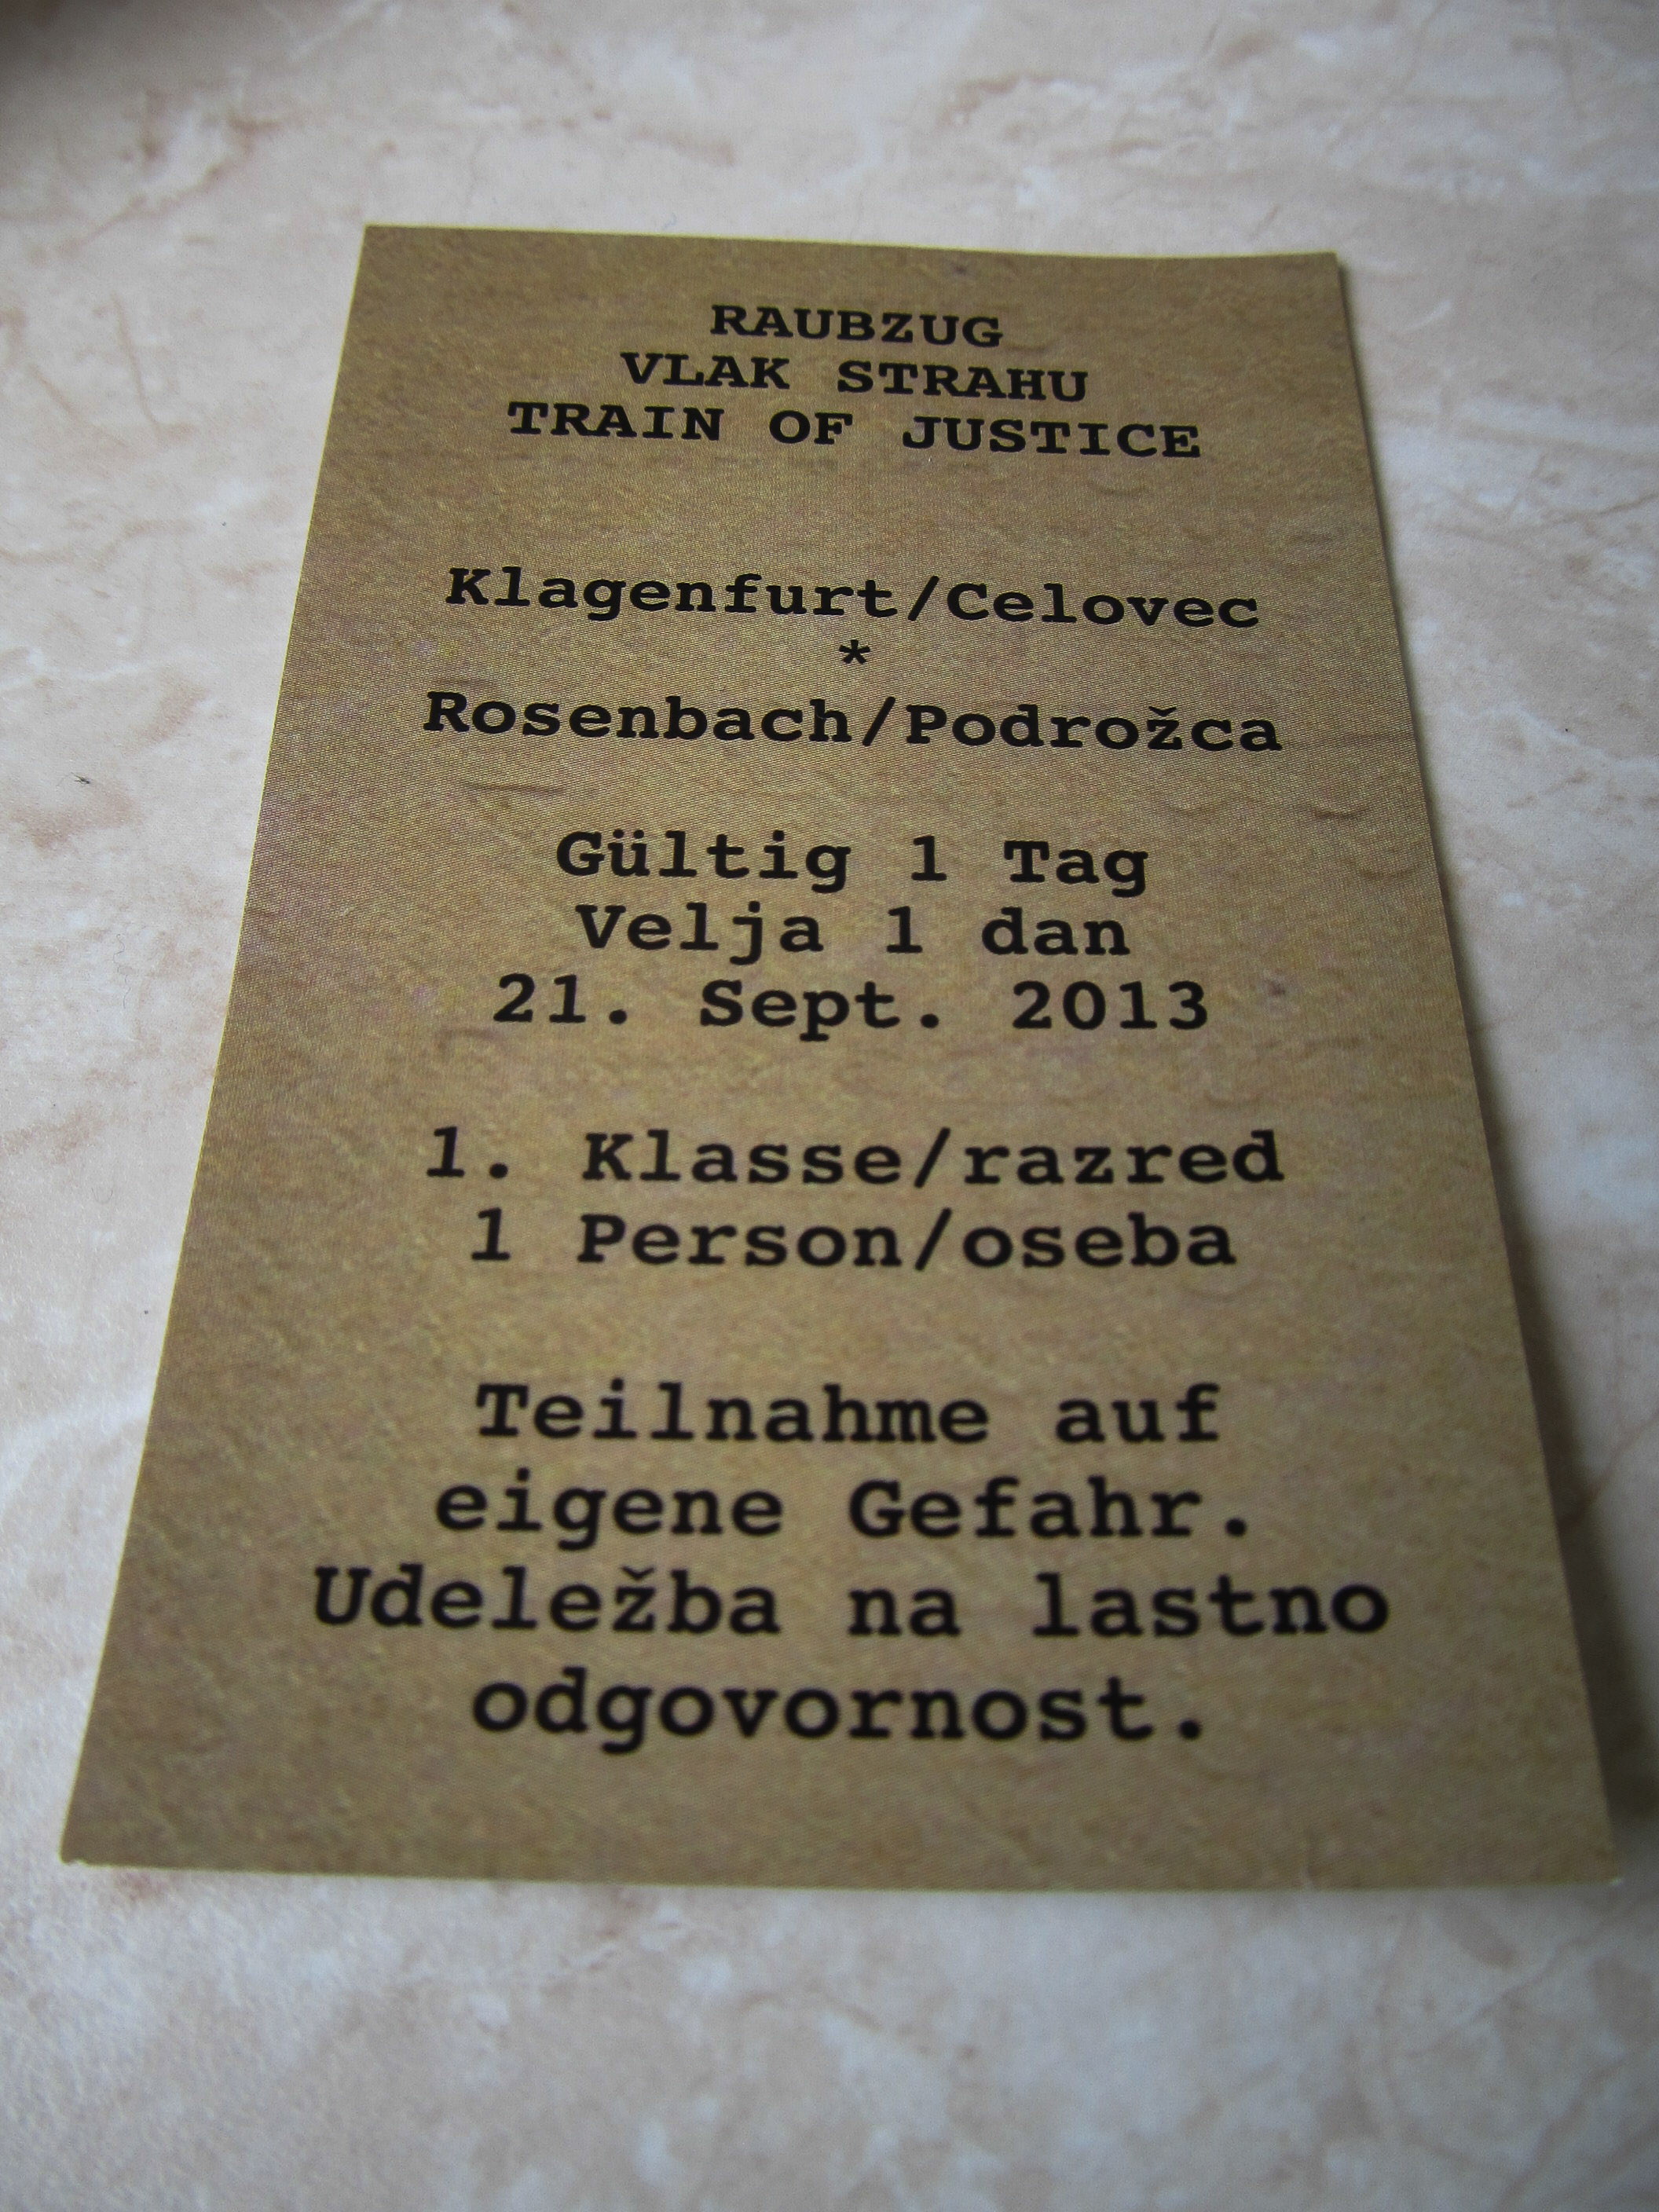 RAUBZUG
VLAK STRAHU
TRAIN OF JUSTICE
Klagenfurt/Celovec
*
Rosenbach/Podrožca
Gültig 1 Tag
Velja 1 dan
21. Sept. 2013
1. Klasse/razred
1 Person/oseba
Teilnahme auf
eigene Gefahr.
Udeležba na lastno
odgovornost.